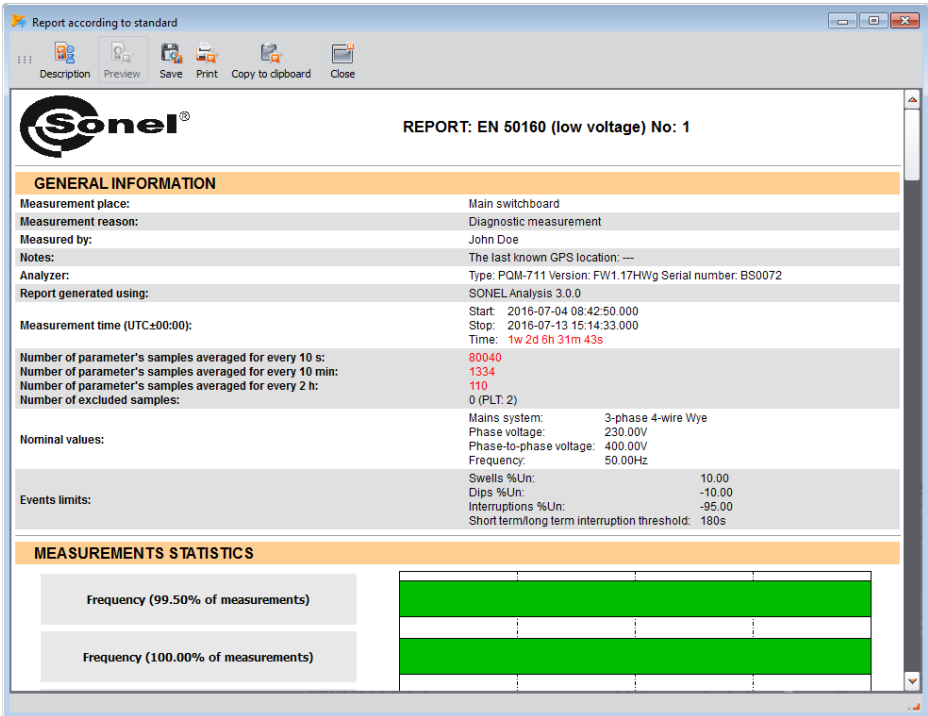 Report according to standard
Description Preview Save Print Copy to clipboard Close
Sonel®
REPORT: EN 50160 (low voltage) No: 1
GENERAL INFORMATION
Measurement place: Main switchboard
Measurement reason: Diagnostic measurement
Measured by: John Doe
Notes: The last known GPS location: ---
Analyzer: Type: PQM-711 Version: FW1.17HWg Serial number: BS0072
Report generated using: SONEL Analysis 3.0.0
Measurement time (UTC±00:00):
Start: 2016-07-04 08:42:50.000
Stop: 2016-07-13 15:14:33.000
Time: 1w 2d 6h 31m 43s
Number of parameter's samples averaged for every 10 s: 80040
Number of parameter's samples averaged for every 10 min: 1334
Number of parameter's samples averaged for every 2 h: 110
Number of excluded samples: 0 (PLT: 2)
Nominal values:
Mains system: 3-phase 4-wire Wye
Phase voltage: 230.00V
Phase-to-phase voltage: 400.00V
Frequency: 50.00Hz
Events limits:
Swells %Un: 10.00
Dips %Un: -10.00
Interruptions %Un: -95.00
Short term/long term interruption threshold: 180s
MEASUREMENTS STATISTICS
Frequency (99.50% of measurements)
Frequency (100.00% of measurements)